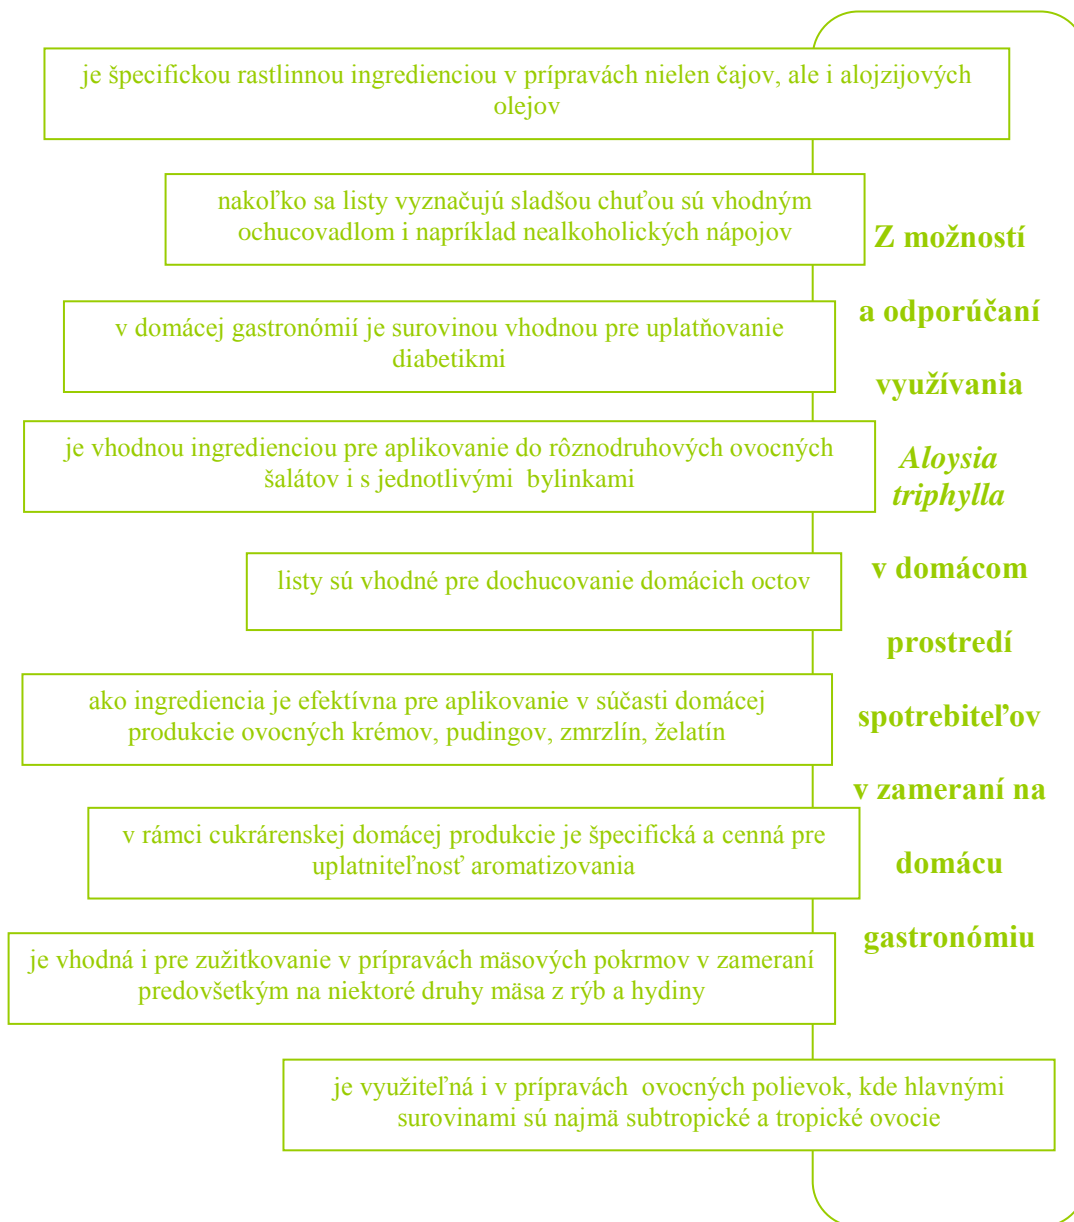 je špecifickou rastlinnou ingredienciou v prípravách nielen čajov, ale i alojzijových
olejov
nakoľko sa listy vyznačujú sladšou chuťou sú vhodným
ochucovadlom i napríklad nealkoholických nápojov
v domácej gastronómií je surovinou vhodnou pre uplatňovanie
diabetikmi
je vhodnou ingredienciou pre aplikovanie do rôznodruhových ovocných
šalátov i s jednotlivými bylinkami
listy sú vhodné pre dochucovanie domácich octov
ako ingrediencia je efektívna pre aplikovanie v súčasti domácej
produkcie ovocných krémov, pudingov, zmrzlín, želatín
v rámci cukrárenskej domácej produkcie je špecifická a cenná pre
uplatniteľnosť aromatizovania
je vhodná i pre zužitkovanie v prípravách mäsových pokrmov v zameraní
predovšetkým na niektoré druhy mäsa z rýb a hydiny
je využiteľná i v prípravách ovocných polievok, kde hlavnými
surovinami sú najmä subtropické a tropické ovocie
Z možností
a odporúčaní
využívania
Aloysia
triphylla
v domácom
prostredí
spotrebiteľov
v zameraní na
domácu
gastronómiu